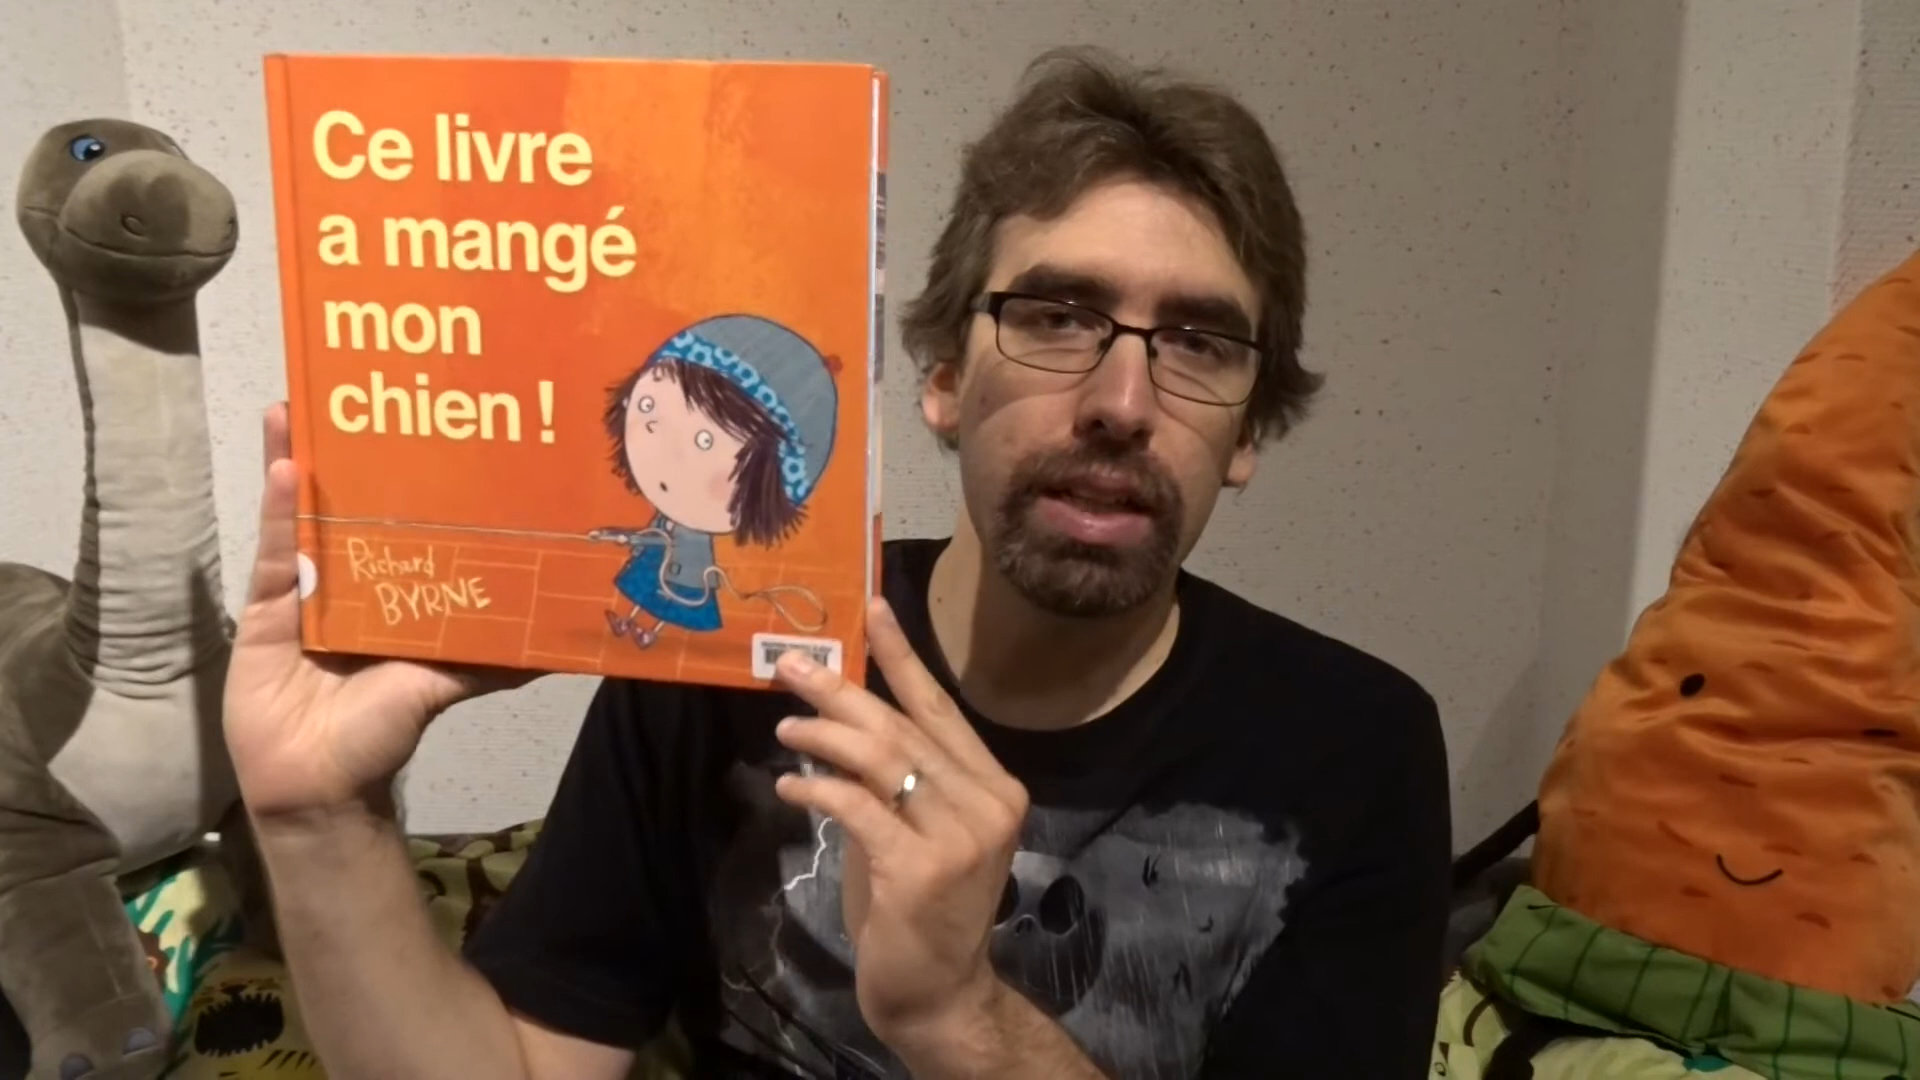 Ce livre
a mangé
mon
chien !
Richard
BYRNE